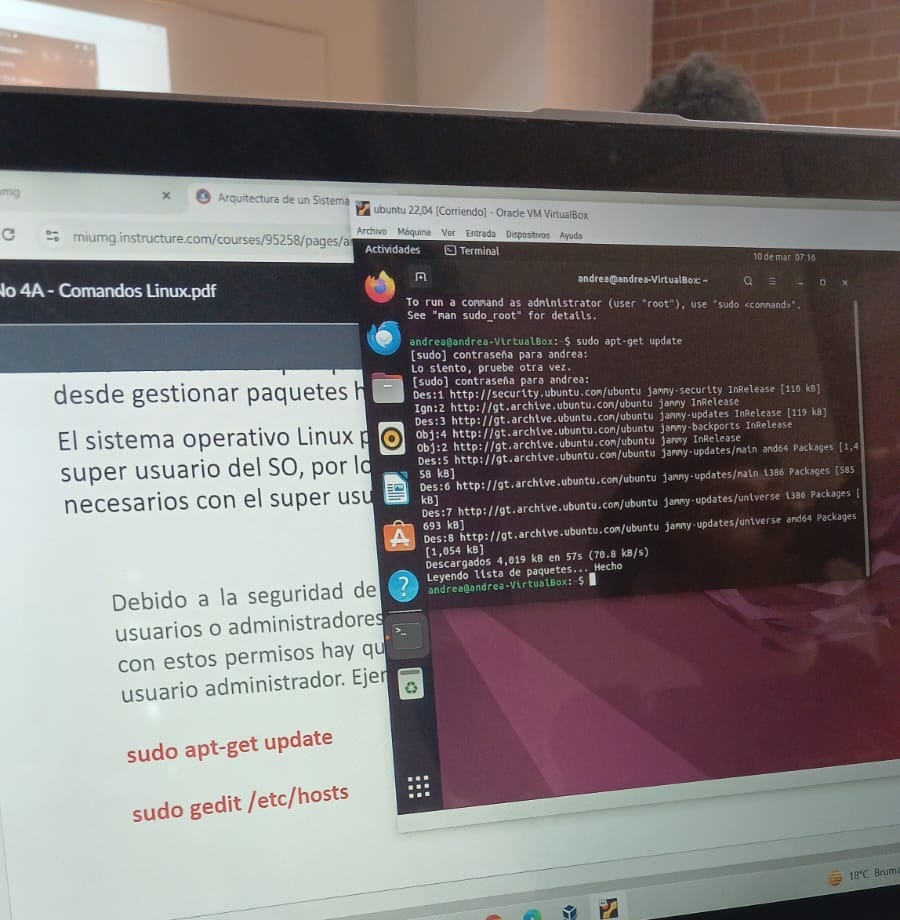 Arquitectura de un Sistema
miumg.instructure.com/courses/95258/pages/a
No 4A - Comandos Linux.pdf
desde gestionar paquetes h
El sistema operativo Linux p
super usuario del SO, por lo
necesarios con el super usu
Debido a la seguridad de
usuarios o administradores
con estos permisos hay qu
usuario administrador. Ejer
sudo apt-get update
sudo gedit /etc/hosts
ubuntu 22,04 [Corriendo] - Oracle VM VirtualBox
Archivo Máquina Ver Entrada Dispositivos Ayuda
Actividades Terminal 10 de mar 07:16
andrea@andrea-VirtualBox: ~
To run a command as administrator (user "root"), use "sudo <command>".
See "man sudo_root" for details.
andrea@andrea-VirtualBox:~$ sudo apt-get update
[sudo] contraseña para andrea:
Lo siento, pruebe otra vez.
[sudo] contraseña para andrea:
Des:1 http://security.ubuntu.com/ubuntu jammy-security InRelease [110 kB]
Ign:2 http://gt.archive.ubuntu.com/ubuntu jammy InRelease
Des:3 http://gt.archive.ubuntu.com/ubuntu jammy-updates InRelease [119 kB]
Obj:4 http://gt.archive.ubuntu.com/ubuntu jammy-backports InRelease
Obj:2 http://gt.archive.ubuntu.com/ubuntu jammy InRelease
Des:5 http://gt.archive.ubuntu.com/ubuntu jammy-updates/main amd64 Packages [1,4
58 kB]
Des:6 http://gt.archive.ubuntu.com/ubuntu jammy-updates/main i386 Packages [585
kB]
Des:7 http://gt.archive.ubuntu.com/ubuntu jammy-updates/universe i386 Packages [
693 kB]
Des:8 http://gt.archive.ubuntu.com/ubuntu jammy-updates/universe amd64 Packages
[1,054 kB]
Descargados 4,019 kB en 57s (70.8 kB/s)
Leyendo lista de paquetes... Hecho
andrea@andrea-VirtualBox:~$
18°C Bruma